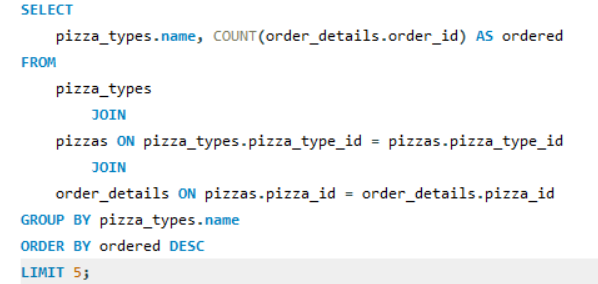 SELECT
pizza_types.name, COUNT(order_details.order_id) AS ordered
FROM
pizza_types
JOIN
pizzas ON pizza_types.pizza_type_id = pizzas.pizza_type_id
JOIN
order_details ON pizzas.pizza_id = order_details.pizza_id
GROUP BY pizza_types.name
ORDER BY ordered DESC
LIMIT 5;